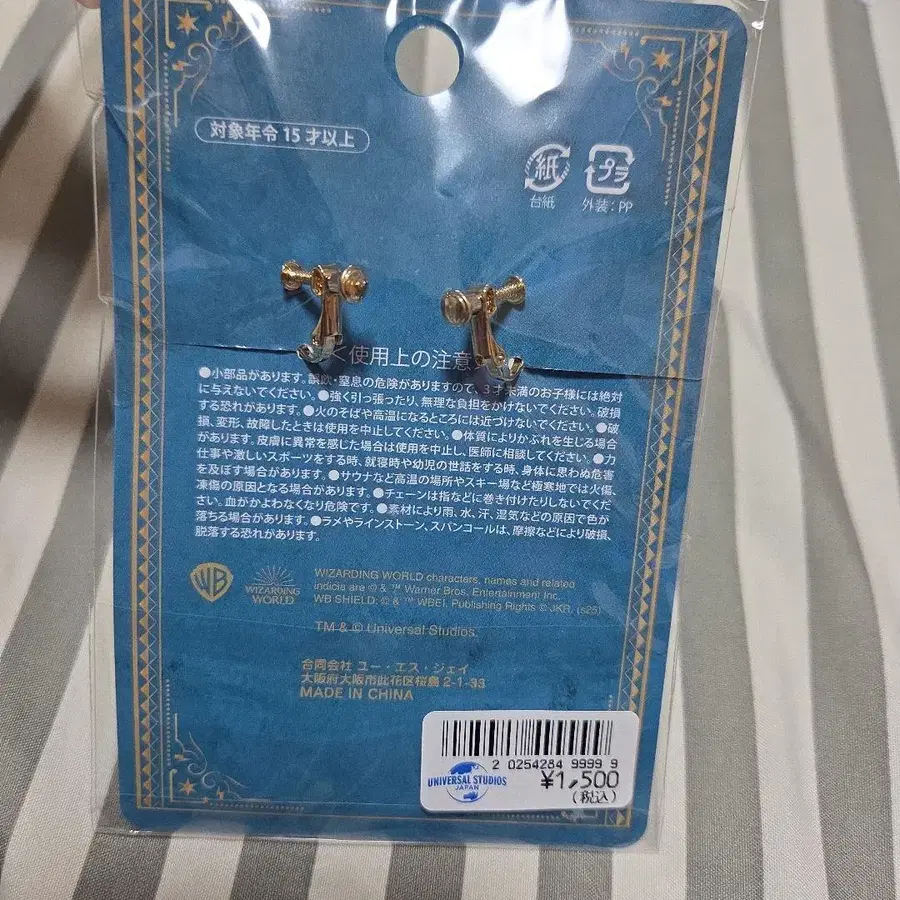 対象年令15才以上
紙
プラ
台紙
外装:PP
使用上の注意
●小部品があります。誤飲・窒息の危険がありますので、3才未満のお子様には絶対
に与えないでください。●強く引っ張ったり、無理な負担をかけないでください。破損
する恐れがあります。●火のそばや高温になるところには近づけないでください。●破
損、変形、故障したときは使用を中止してください。●体質によりかぶれを生じる場合
があります。皮膚に異常を感じた場合は使用を中止し、医師に相談してください。●力
仕事や激しいスポーツをする時、就寝時や幼児の世話をする時、身体に思わぬ危害
を及ぼす場合があります。●サウナなど高温の場所やスキー場など極寒地では火傷、
凍傷の原因となる場合があります。●チェーンは指などに巻き付けたりしないでくだ
さい。血がかよわなくなり危険です。●素材により雨、水、汗、湿気などの原因で色が
落ちる場合があります。●ラメやラインストーン、スパンコールは、摩擦などにより破損、
脱落する恐れがあります。
WB
WIZARDING
WORLD
WIZARDING WORLD characters, names and related
indicia are © & ™ Warner Bros. Entertainment Inc.
WB SHIELD: © & ™ WBEI. Publishing Rights © JKR. (s25)
TM & © Universal Studios.
合同会社 ユー・エス・ジェイ
大阪府大阪市此花区桜島 2-1-33
MADE IN CHINA
2 0254284 9999 9
UNIVERSAL STUDIOS
JAPAN
¥1,500
(税込)